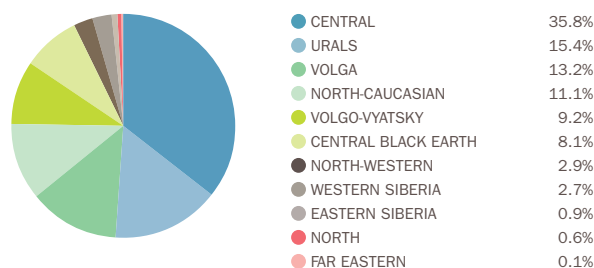 CENTRAL 35.8%
URALS 15.4%
VOLGA 13.2%
NORTH-CAUCASIAN 11.1%
VOLGO-VYATSKY 9.2%
CENTRAL BLACK EARTH 8.1%
NORTH-WESTERN 2.9%
WESTERN SIBERIA 2.7%
EASTERN SIBERIA 0.9%
NORTH 0.6%
FAR EASTERN 0.1%